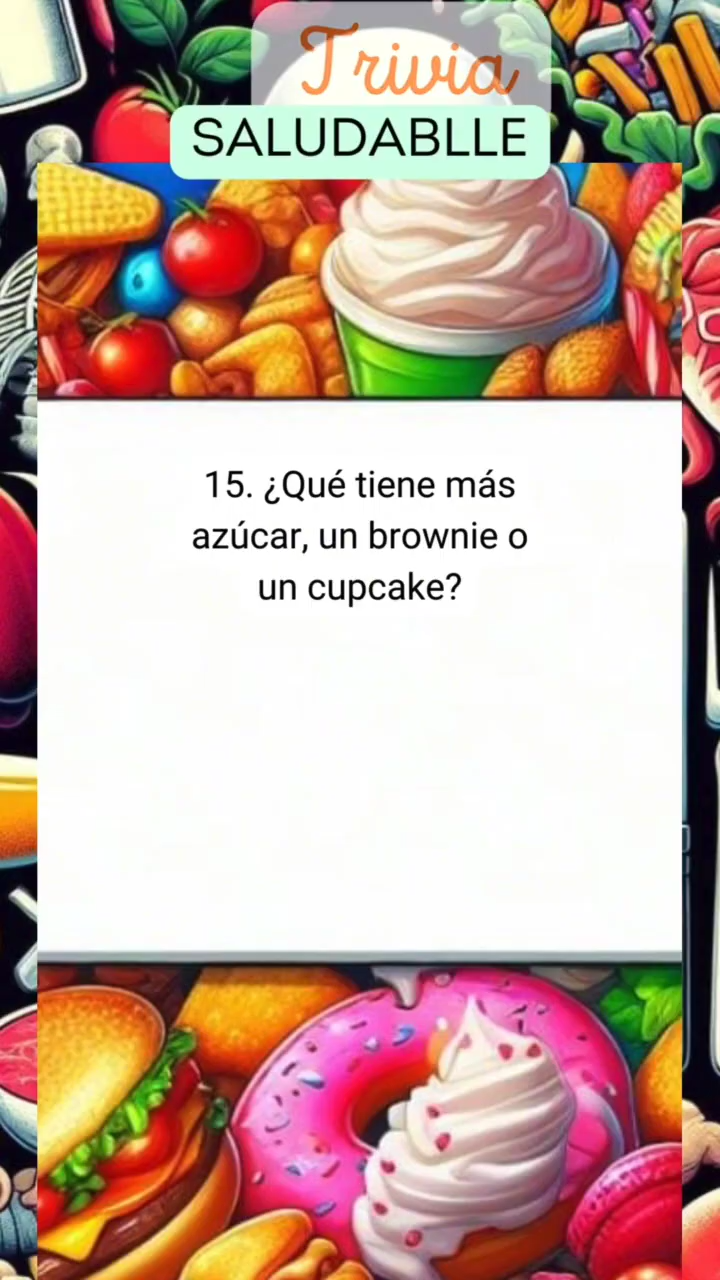 Trivia
SALUDABLLE
15. ¿Qué tiene más
azúcar, un brownie o
un cupcake?